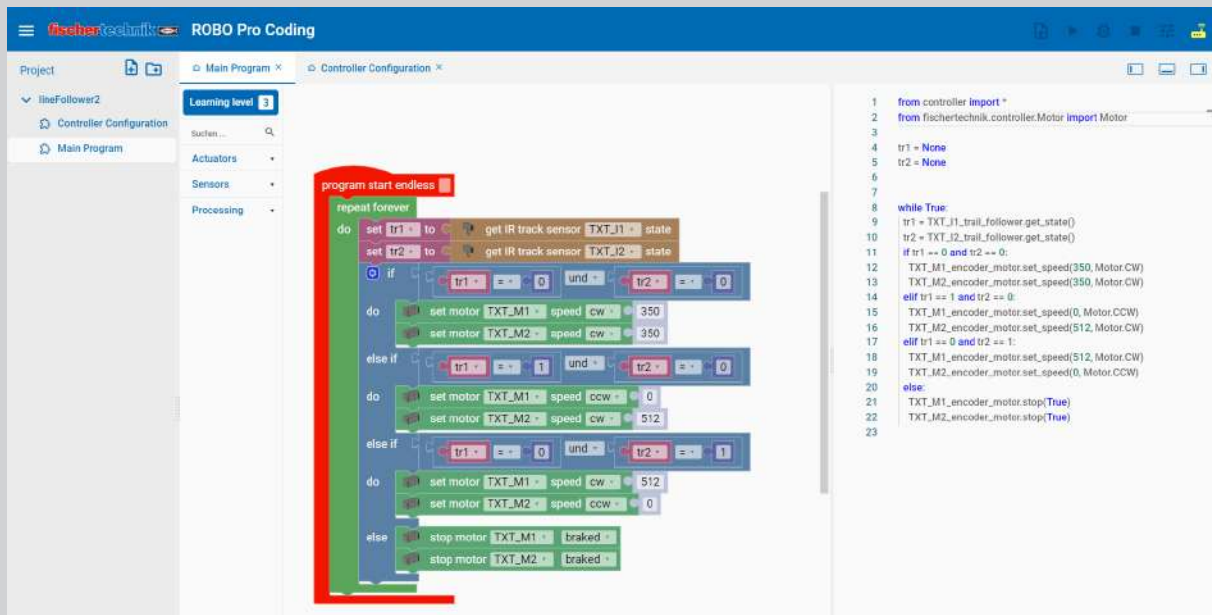 fischertechnik ROBO Pro Coding
Project
Main Program ×
Controller Configuration ×
lineFollower2
Controller Configuration
Main Program
Learning level 3
Suchen...
Actuators
Sensors
Processing
program start endless
repeat forever
do set tr1 to get IR track sensor TXT_I1 state
set tr2 to get IR track sensor TXT_I2 state
if tr1 = 0 und tr2 = 0
do set motor TXT_M1 speed cw 350
set motor TXT_M2 speed cw 350
else if tr1 = 1 und tr2 = 0
do set motor TXT_M1 speed ccw 0
set motor TXT_M2 speed cw 512
else if tr1 = 0 und tr2 = 1
do set motor TXT_M1 speed cw 512
set motor TXT_M2 speed ccw 0
else stop motor TXT_M1 braked
stop motor TXT_M2 braked
1 from controller import *
2 from fischertechnik.controller.Motor import Motor
3
4 tr1 = None
5 tr2 = None
6
7
8 while True:
9 tr1 = TXT_I1_trail_follower.get_state()
10 tr2 = TXT_I2_trail_follower.get_state()
11 if tr1 == 0 and tr2 == 0:
12 TXT_M1_encoder_motor.set_speed(350, Motor.CW)
13 TXT_M2_encoder_motor.set_speed(350, Motor.CW)
14 elif tr1 == 1 and tr2 == 0:
15 TXT_M1_encoder_motor.set_speed(0, Motor.CCW)
16 TXT_M2_encoder_motor.set_speed(512, Motor.CW)
17 elif tr1 == 0 and tr2 == 1:
18 TXT_M1_encoder_motor.set_speed(512, Motor.CW)
19 TXT_M2_encoder_motor.set_speed(0, Motor.CCW)
20 else:
21 TXT_M1_encoder_motor.stop(True)
22 TXT_M2_encoder_motor.stop(True)
23